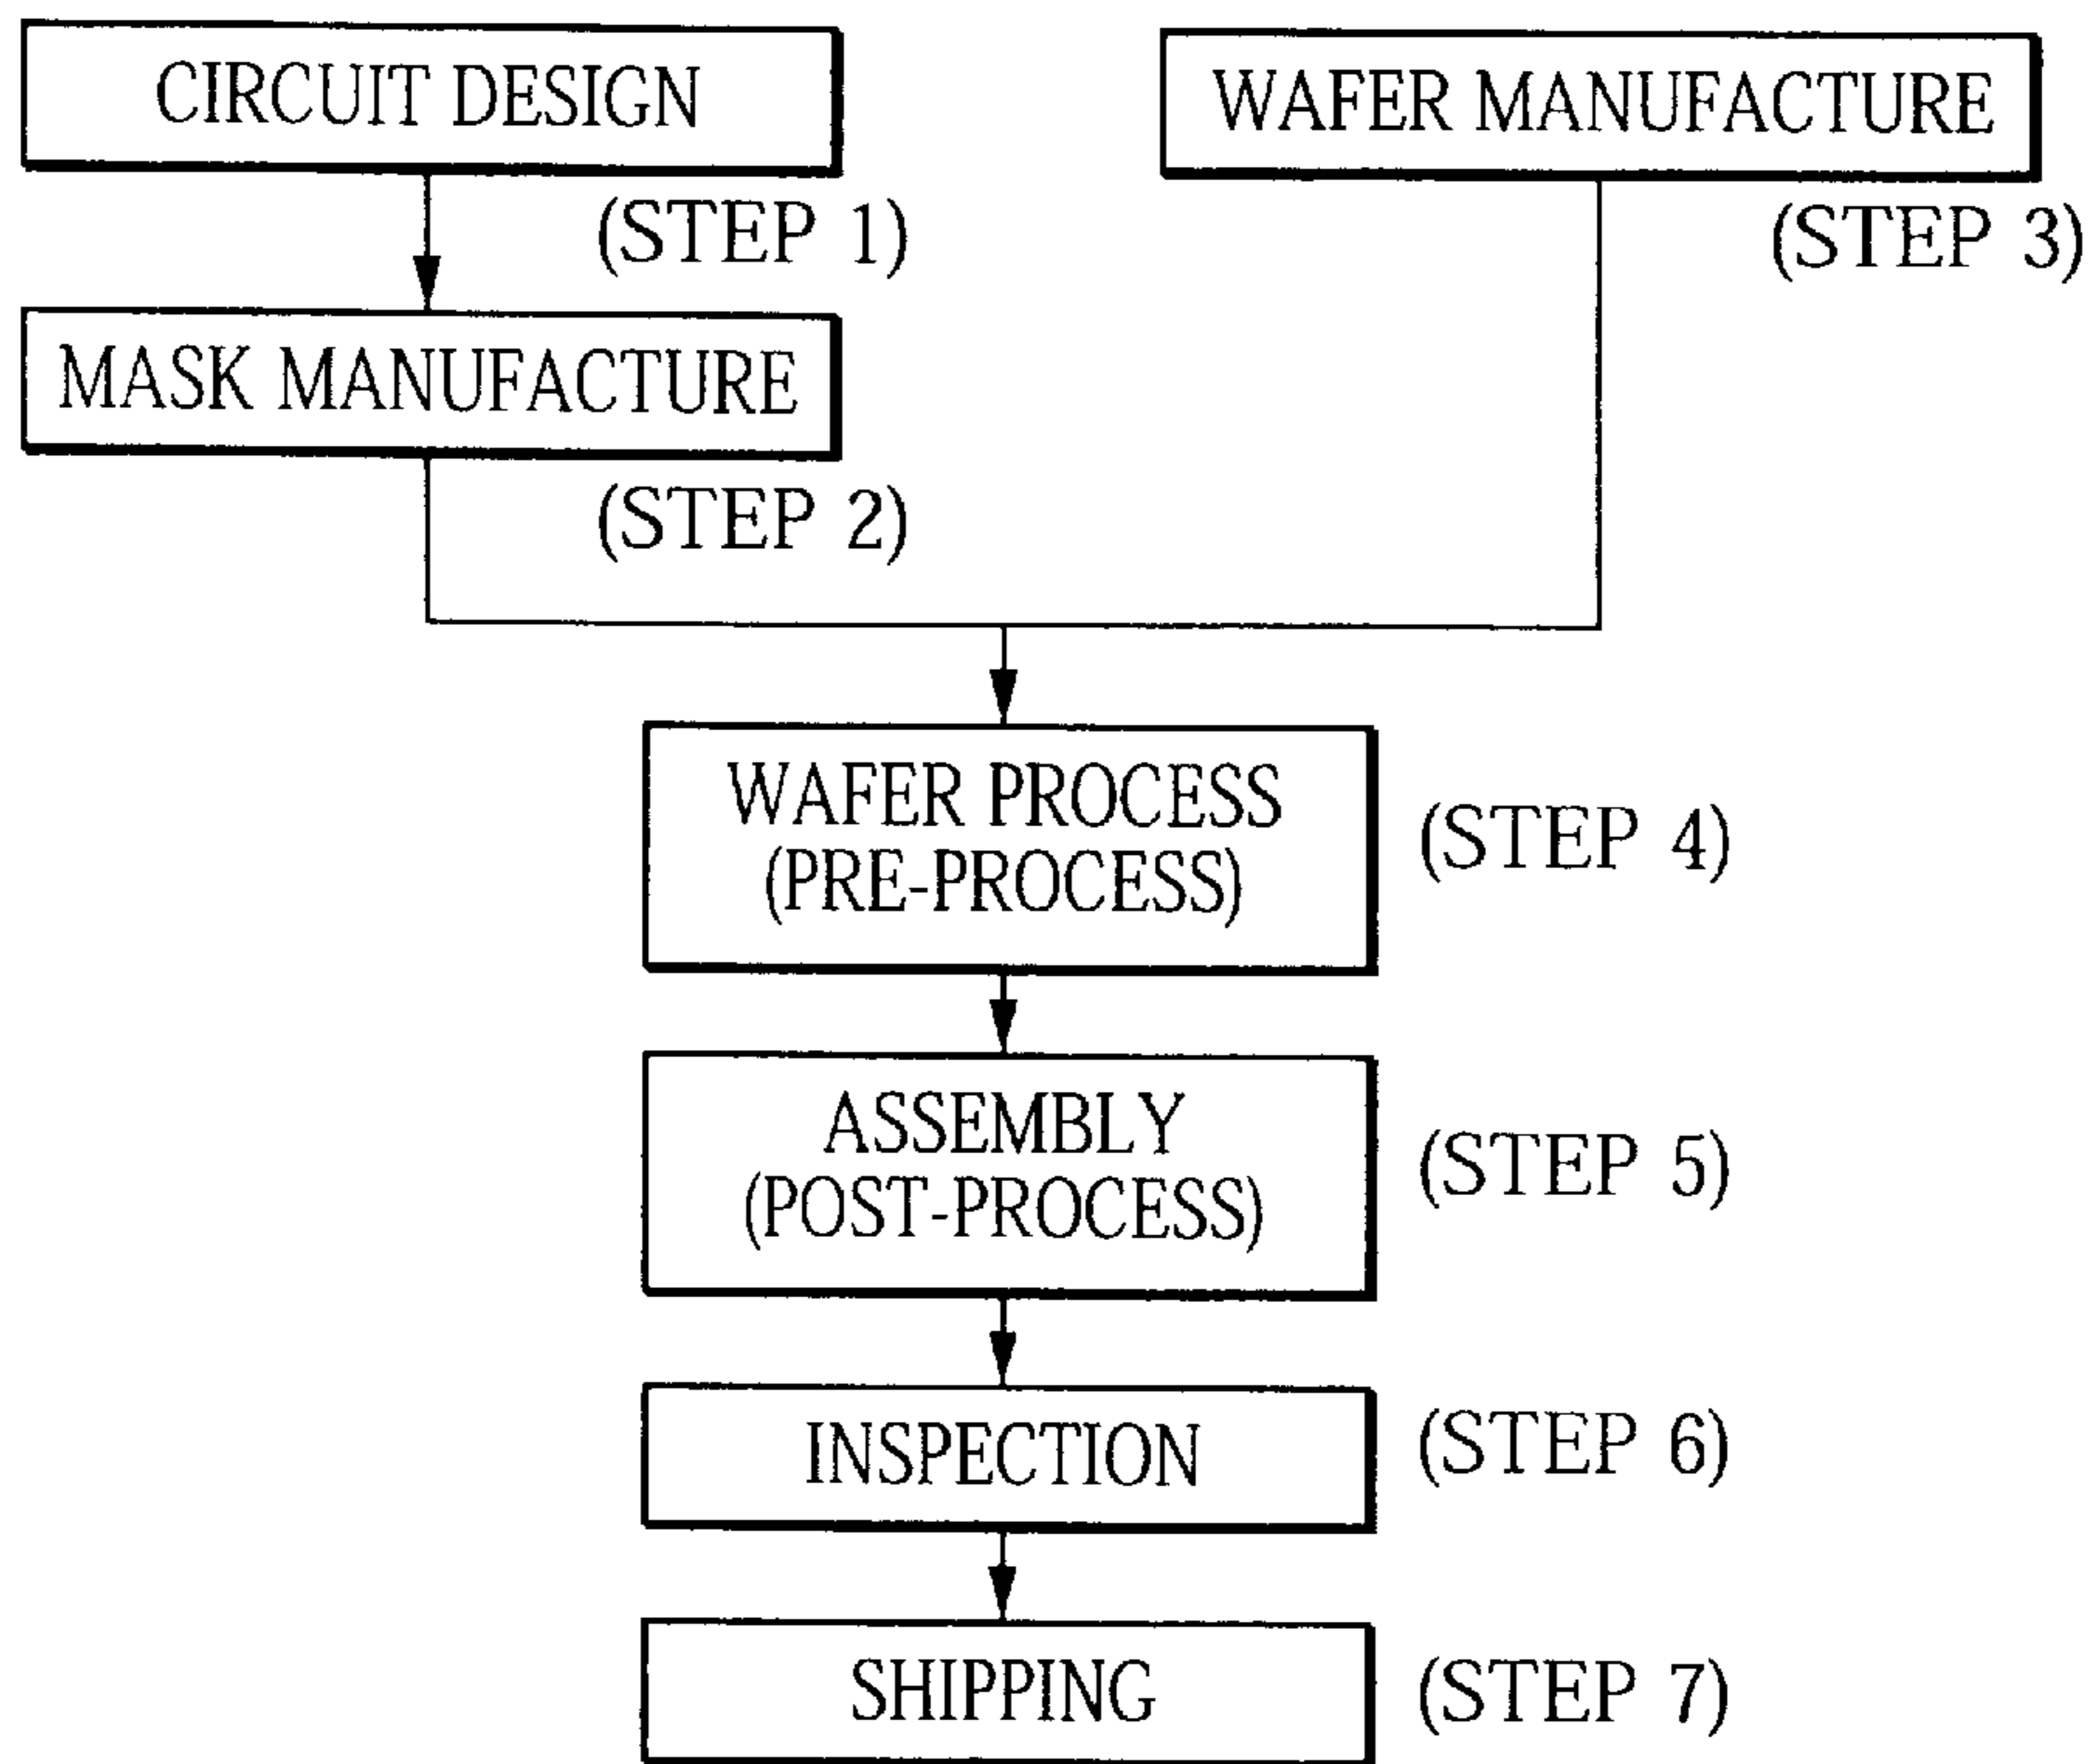 CIRCUIT DESIGN
(STEP 1)
MASK MANUFACTURE
(STEP 2)
WAFER MANUFACTURE
(STEP 3)
WAFER PROCESS
(PRE-PROCESS)
(STEP 4)
ASSEMBLY
(POST-PROCESS)
(STEP 5)
INSPECTION
(STEP 6)
SHIPPING
(STEP 7)